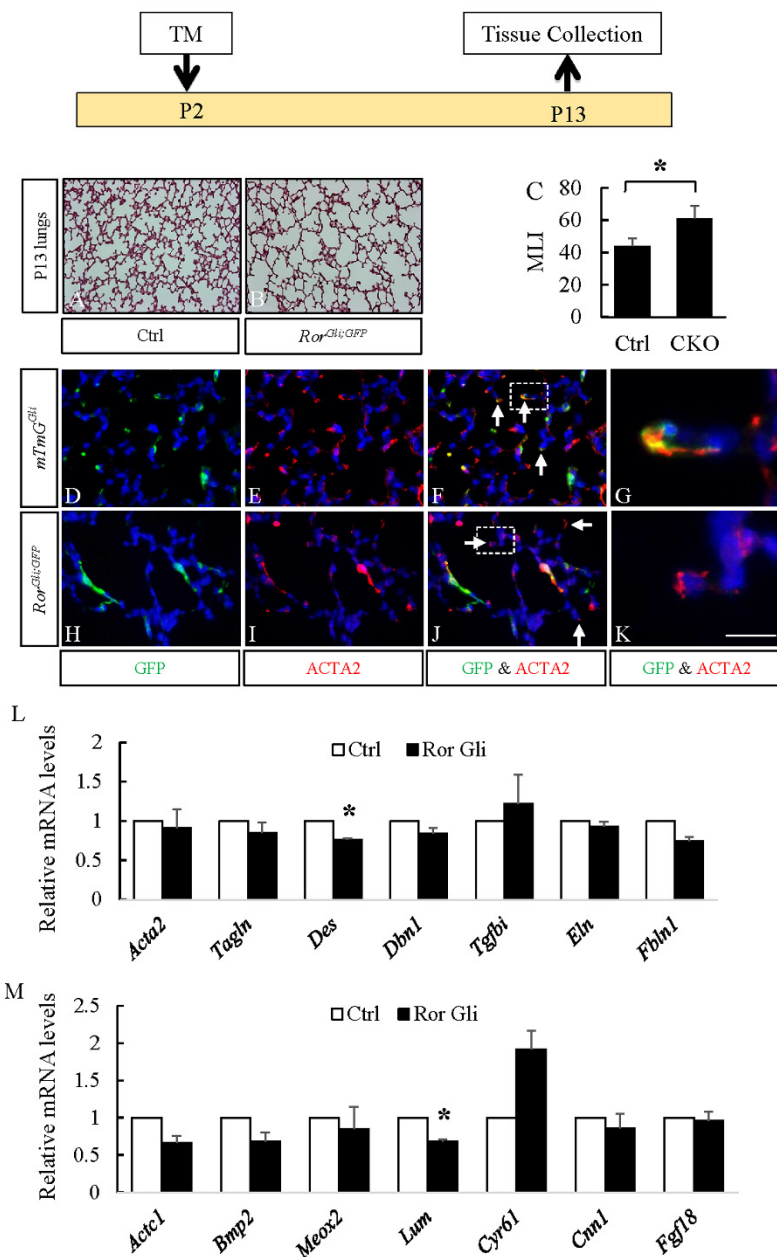 TM
Tissue Collection
P2
P13
P13 lungs
A
B
Ctrl
Ror^Gli;GFP
C
MLI
80
60
40
20
0
*
Ctrl
CKO
mTmG^Gli
D
E
F
G
Ror^Gli;GFP
H
I
J
K
GFP
ACTA2
GFP & ACTA2
GFP & ACTA2
L
Relative mRNA levels
2
1.5
1
0.5
0
Ctrl
Ror Gli
*
Acta2
Tagln
Des
Dbn1
Tgfbi
Eln
Fbln1
M
Relative mRNA levels
2.5
2
1.5
1
0.5
0
Ctrl
Ror Gli
*
Actc1
Bmp2
Meox2
Lum
Cyr61
Cnn1
Fgf18